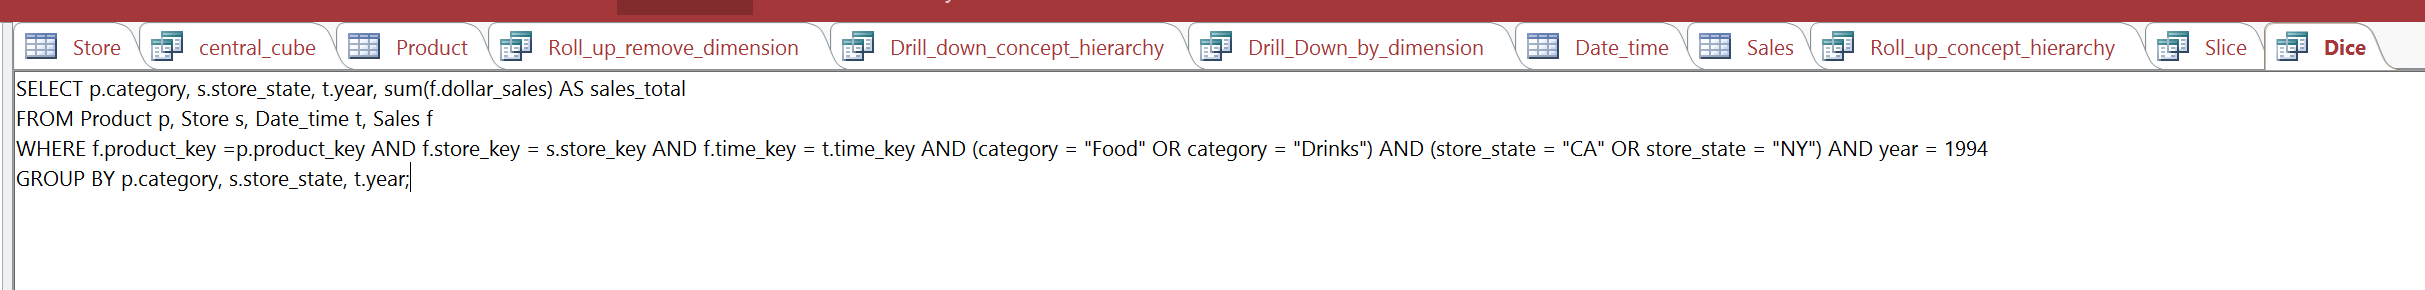 Store central_cube Product Roll_up_remove_dimension Drill_down_concept_hierarchy Drill_Down_by_dimension Date_time Sales Roll_up_concept_hierarchy Slice Dice
SELECT p.category, s.store_state, t.year, sum(f.dollar_sales) AS sales_total
FROM Product p, Store s, Date_time t, Sales f
WHERE f.product_key =p.product_key AND f.store_key = s.store_key AND f.time_key = t.time_key AND (category = "Food" OR category = "Drinks") AND (store_state = "CA" OR store_state = "NY") AND year = 1994
GROUP BY p.category, s.store_state, t.year;